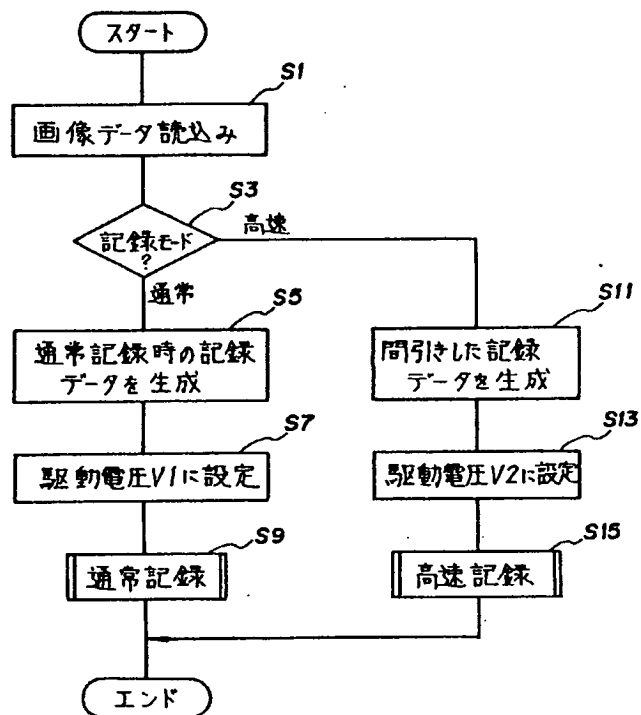 スタート
S1
画像データ読込み
S3
記録モード
?
高速
通常
S5
通常記録時の記録
データを生成
S7
駆動電圧V1に設定
S9
通常記録
S11
間引きした記録
データを生成
S13
駆動電圧V2に設定
S15
高速記録
エンド